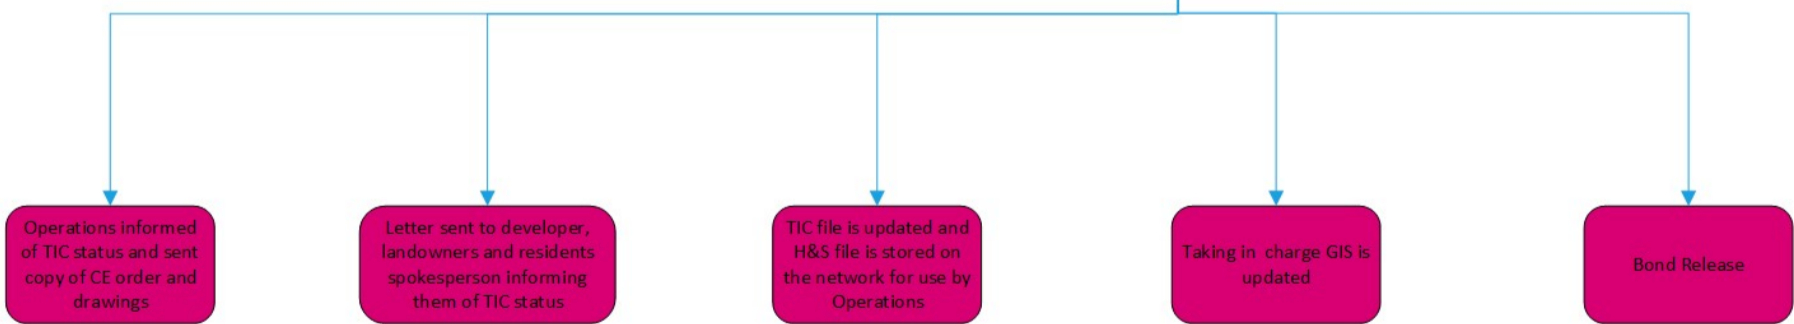 Operations informed
of TIC status and sent
copy of CE order and
drawings
Letter sent to developer,
landowners and residents
spokesperson informing
them of TIC status
TIC file is updated and
H&S file is stored on
the network for use by
Operations
Taking in  charge GIS is
updated
Bond Release